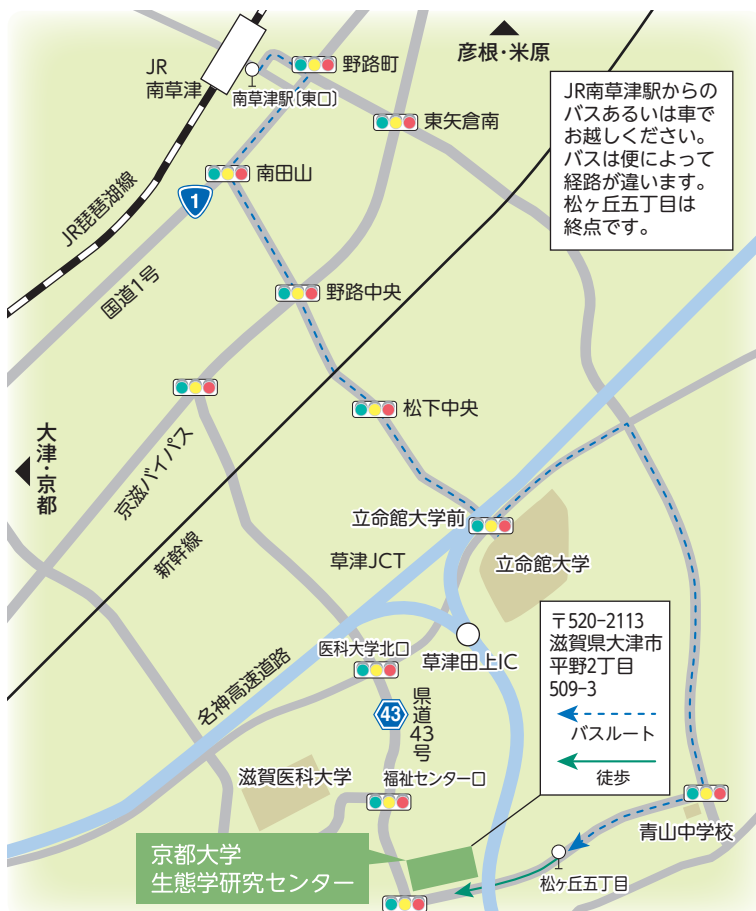 JR
南草津
南草津駅〔東口〕
野路町
彦根・米原
東矢倉南
JR南草津駅からの
バスあるいは車で
お越しください。
バスは便によって
経路が違います。
松ヶ丘五丁目は
終点です。
南田山
1
JR琵琶湖線
国道1号
野路中央
松下中央
大津・京都
京滋バイパス
新幹線
立命館大学前
草津JCT
立命館大学
医科大学北口
草津田上IC
名神高速道路
43
県道43号
〒520-2113
滋賀県大津市
平野2丁目
509-3
バスルート
徒歩
滋賀医科大学
福祉センター口
青山中学校
京都大学
生態学研究センター
松ヶ丘五丁目